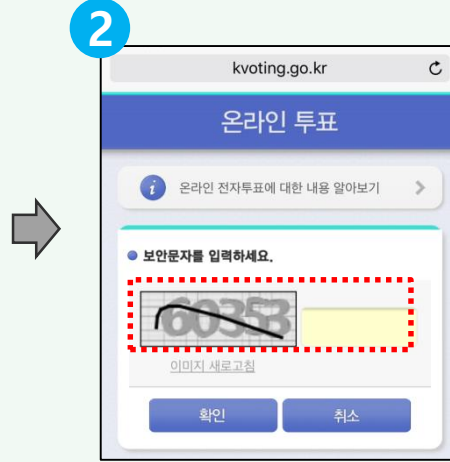 2
kvoting.go.kr
온라인 투표
i 온라인 전자투표에 대한 내용 알아보기
보안문자를 입력하세요.
60353
이미지 새로고침
확인 취소